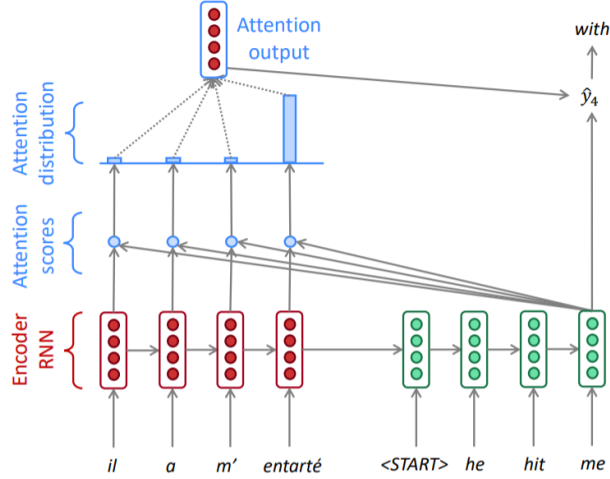 Attention
output
with
ŷ₄
Attention
distribution
Attention
scores
Encoder
RNN
il a m’ entarté <START> he hit me